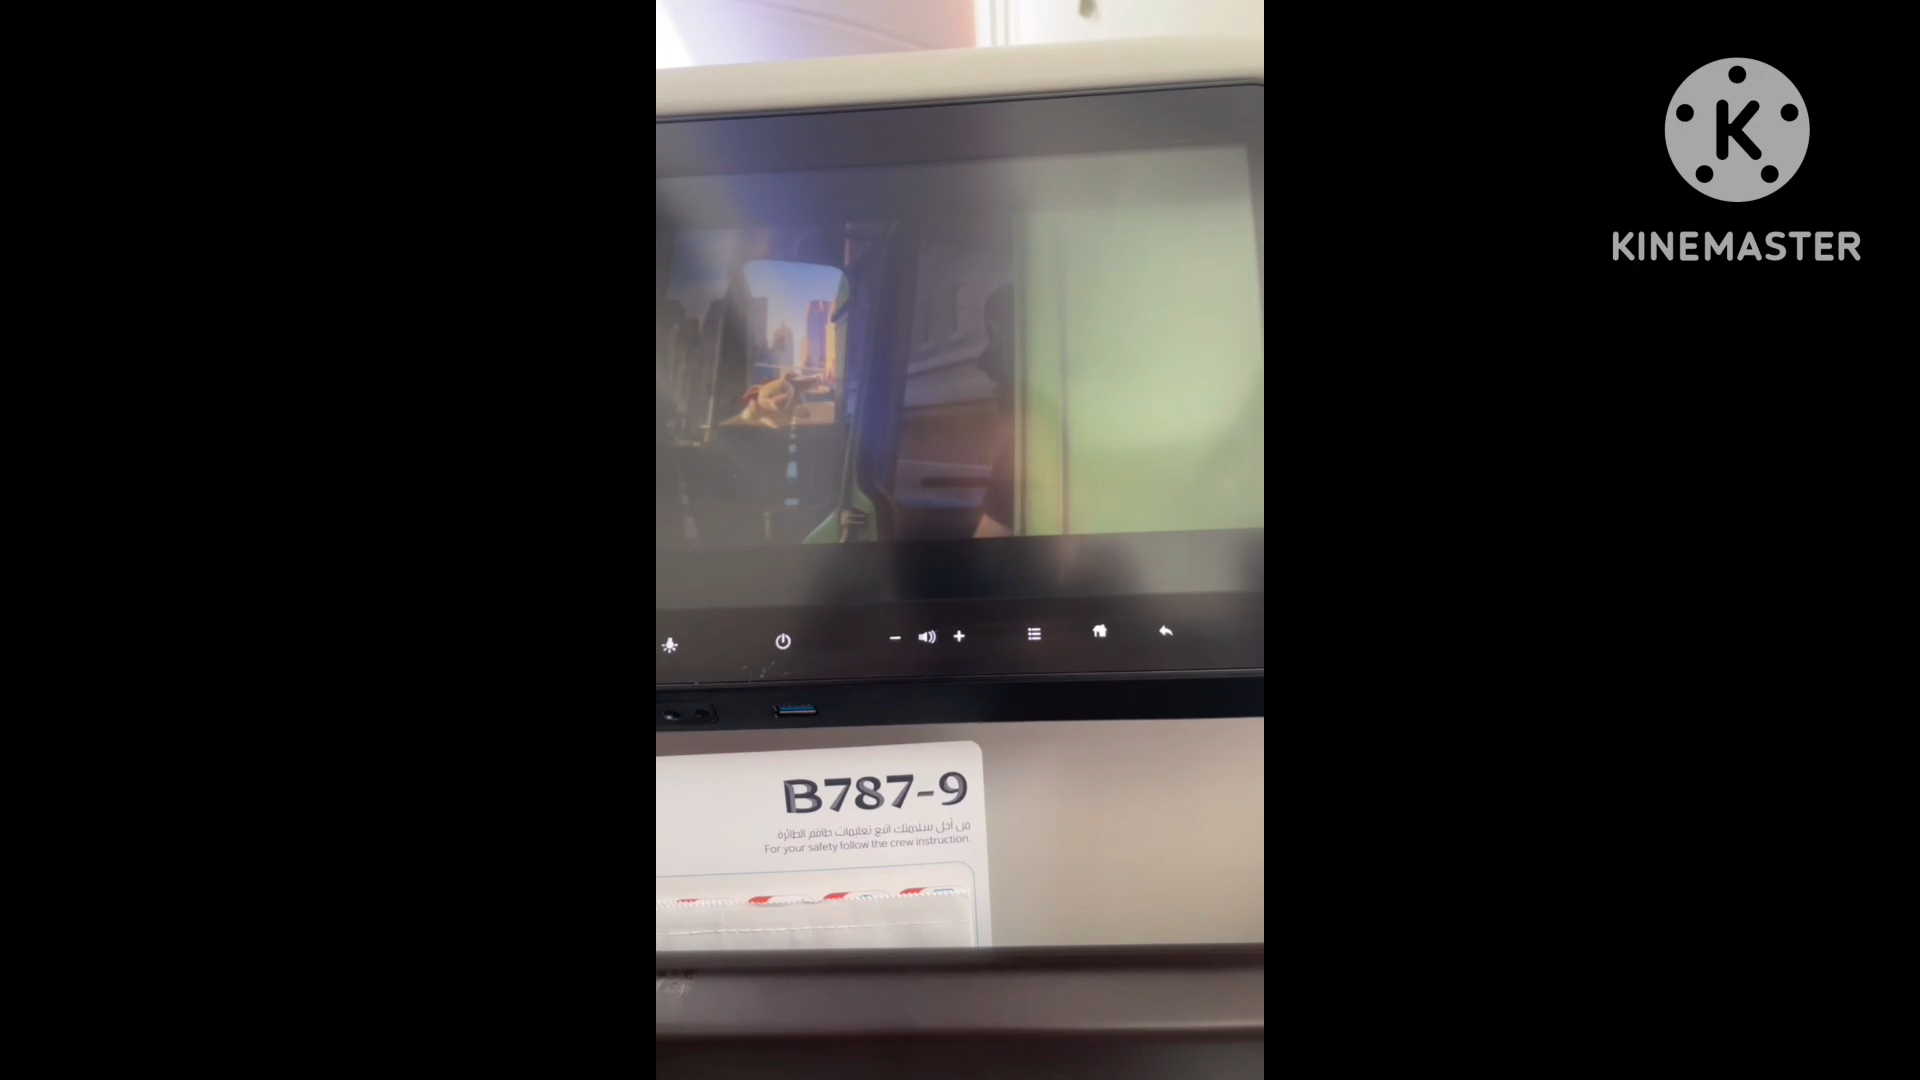 K
KINEMASTER
B787-9
من أجل سلامتك اتبع تعليمات طاقم الطائرة.
For your safety follow the crew instruction.